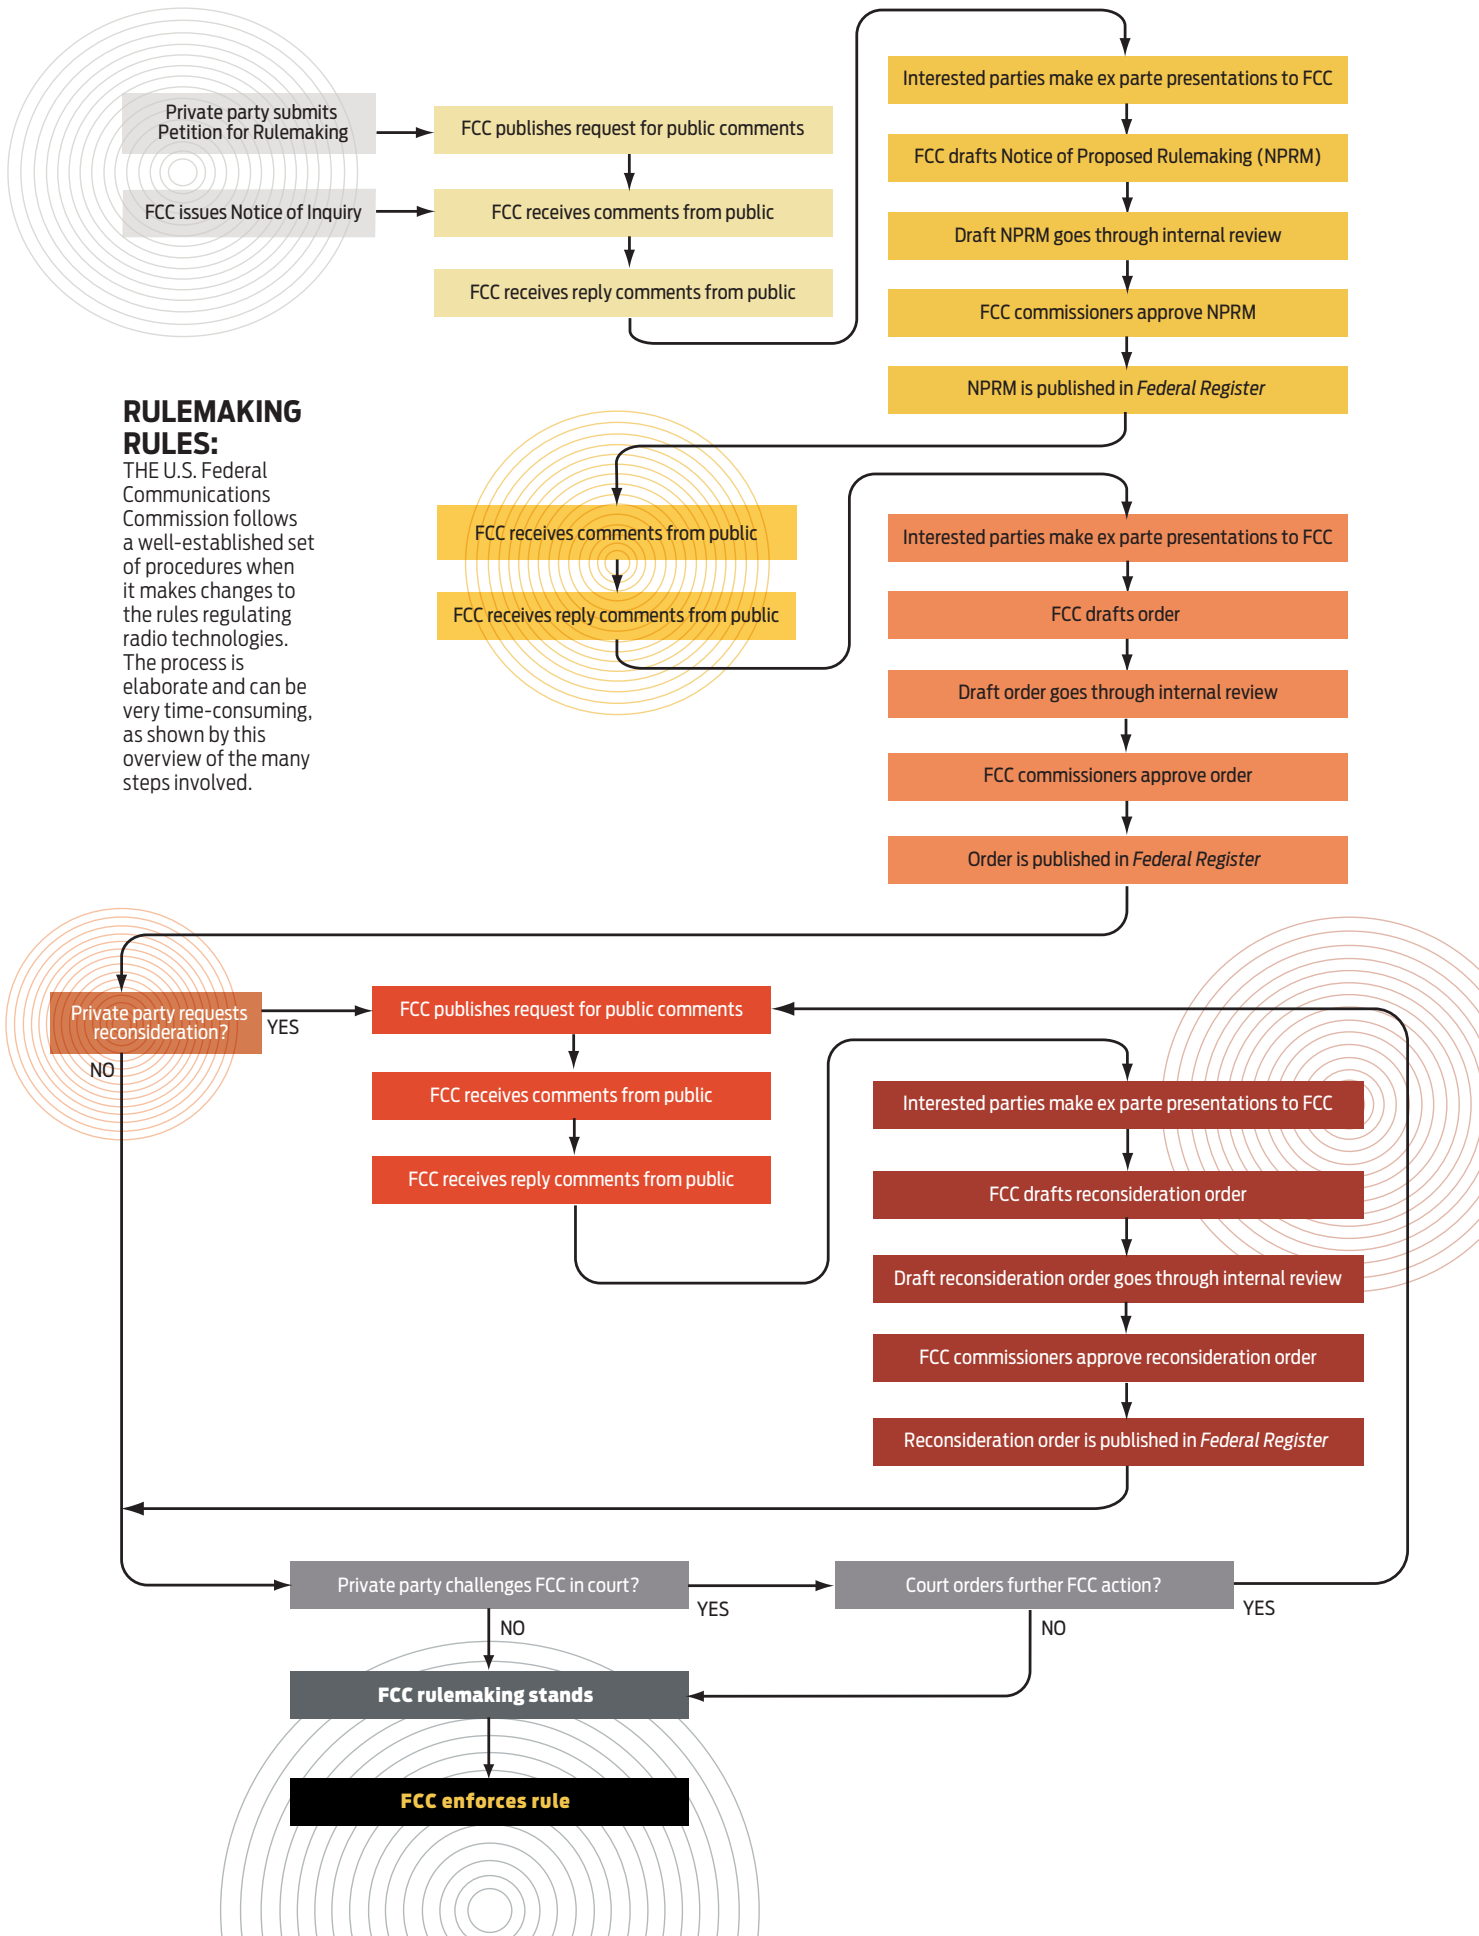 Private party submits
Petition for Rulemaking
FCC issues Notice of Inquiry
FCC publishes request for public comments
FCC receives comments from public
FCC receives reply comments from public
Interested parties make ex parte presentations to FCC
FCC drafts Notice of Proposed Rulemaking (NPRM)
Draft NPRM goes through internal review
FCC commissioners approve NPRM
NPRM is published in Federal Register
RULEMAKING
RULES:
THE U.S. Federal
Communications
Commission follows
a well-established set
of procedures when
it makes changes to
the rules regulating
radio technologies.
The process is
elaborate and can be
very time-consuming,
as shown by this
overview of the many
steps involved.
FCC receives comments from public
FCC receives reply comments from public
Interested parties make ex parte presentations to FCC
FCC drafts order
Draft order goes through internal review
FCC commissioners approve order
Order is published in Federal Register
Private party requests
reconsideration?
YES
NO
FCC publishes request for public comments
FCC receives comments from public
FCC receives reply comments from public
Interested parties make ex parte presentations to FCC
FCC drafts reconsideration order
Draft reconsideration order goes through internal review
FCC commissioners approve reconsideration order
Reconsideration order is published in Federal Register
Private party challenges FCC in court?
YES
NO
Court orders further FCC action?
YES
NO
FCC rulemaking stands
FCC enforces rule